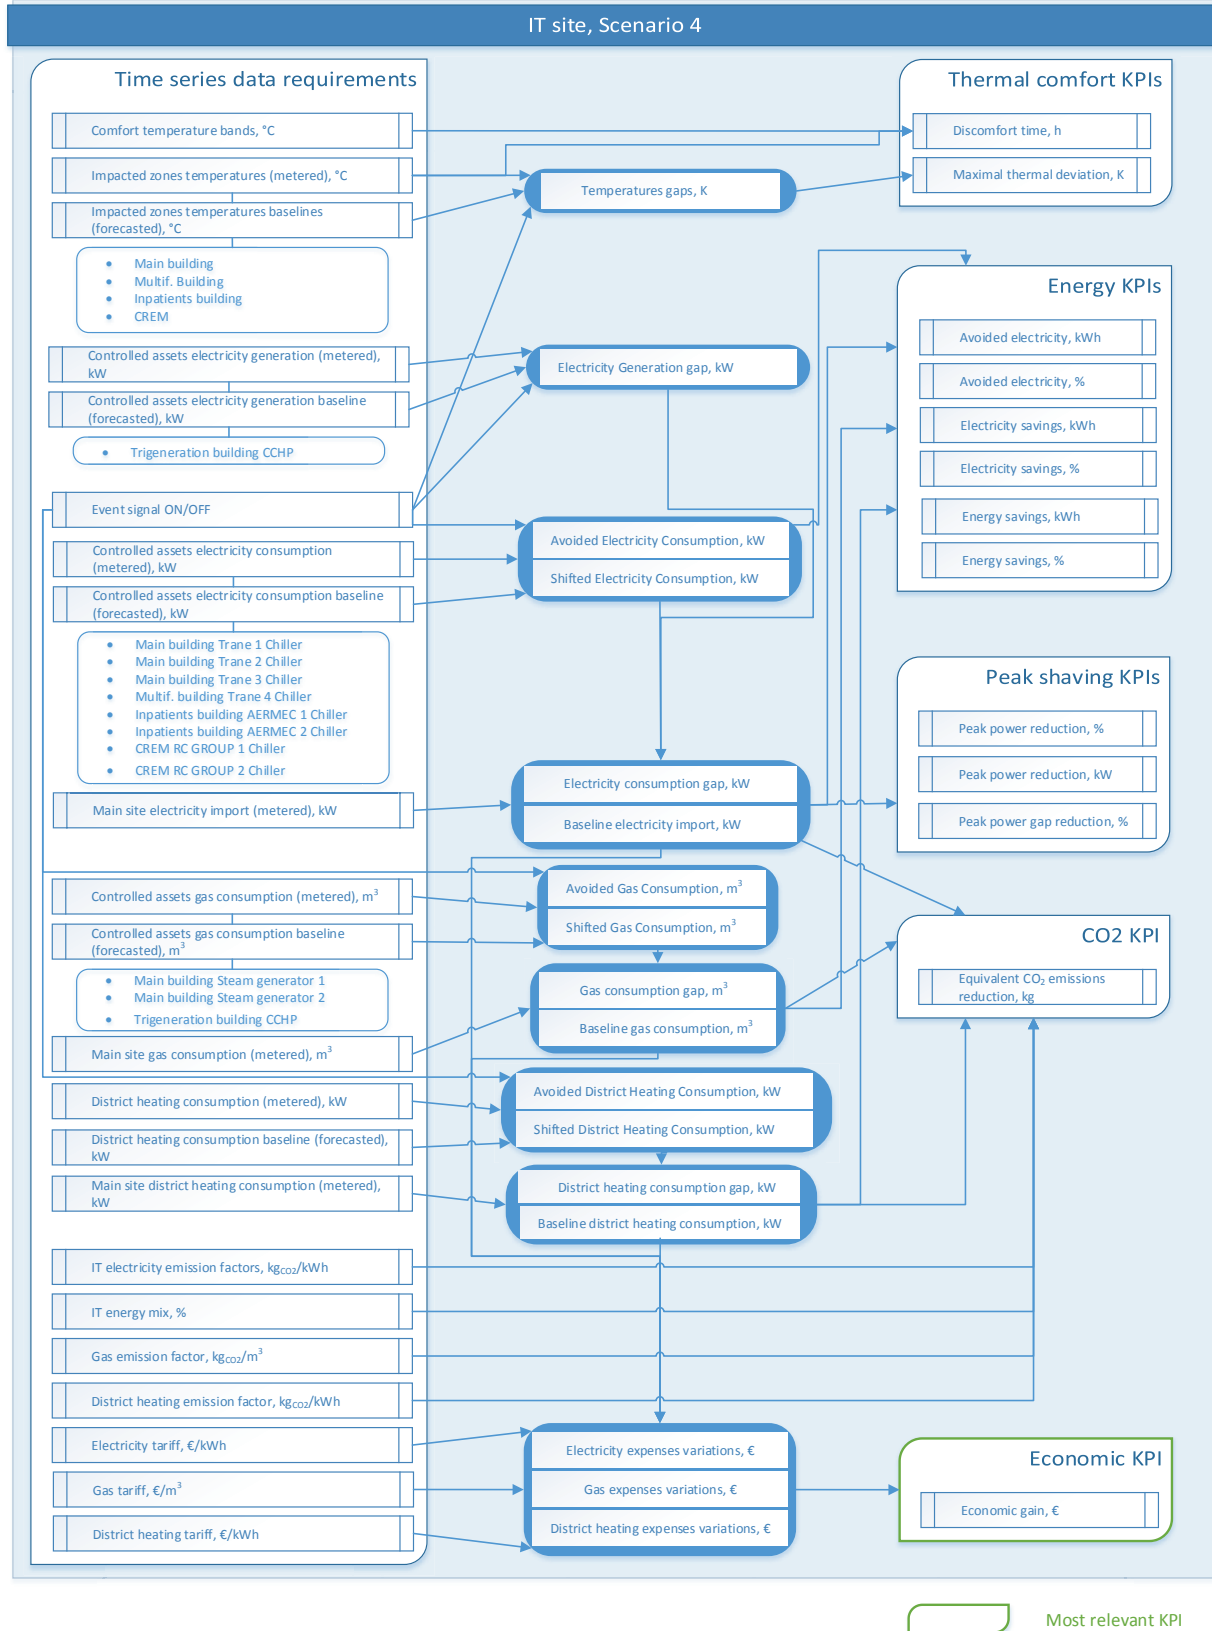 IT site, Scenario 4
Time series data requirements
Comfort temperature bands, °C
Impacted zones temperatures (metered), °C
Impacted zones temperatures baselines
(forecasted), °C
• Main building
• Multif. Building
• Inpatients building
• CREM
Controlled assets electricity generation (metered),
kW
Controlled assets electricity generation baseline
(forecasted), kW
• Trigeneration building CCHP
Event signal ON/OFF
Controlled assets electricity consumption
(metered), kW
Controlled assets electricity consumption baseline
(forecasted), kW
• Main building Trane 1 Chiller
• Main building Trane 2 Chiller
• Main building Trane 3 Chiller
• Multif. building Trane 4 Chiller
• Inpatients building AERMEC 1 Chiller
• Inpatients building AERMEC 2 Chiller
• CREM RC GROUP 1 Chiller
• CREM RC GROUP 2 Chiller
Main site electricity import (metered), kW
Controlled assets gas consumption (metered), m³
Controlled assets gas consumption baseline
(forecasted), m³
• Main building Steam generator 1
• Main building Steam generator 2
• Trigeneration building CCHP
Main site gas consumption (metered), m³
District heating consumption (metered), kW
District heating consumption baseline (forecasted),
kW
Main site district heating consumption (metered),
kW
IT electricity emission factors, kgCO2/kWh
IT energy mix, %
Gas emission factor, kgCO2/m³
District heating emission factor, kgCO2/kWh
Electricity tariff, €/kWh
Gas tariff, €/m³
District heating tariff, €/kWh
Temperatures gaps, K
Electricity Generation gap, kW
Avoided Electricity Consumption, kW
Shifted Electricity Consumption, kW
Electricity consumption gap, kW
Baseline electricity import, kW
Avoided Gas Consumption, m³
Shifted Gas Consumption, m³
Gas consumption gap, m³
Baseline gas consumption, m³
Avoided District Heating Consumption, kW
Shifted District Heating Consumption, kW
District heating consumption gap, kW
Baseline district heating consumption, kW
Electricity expenses variations, €
Gas expenses variations, €
District heating expenses variations, €
Thermal comfort KPIs
Discomfort time, h
Maximal thermal deviation, K
Energy KPIs
Avoided electricity, kWh
Avoided electricity, %
Electricity savings, kWh
Electricity savings, %
Energy savings, kWh
Energy savings, %
Peak shaving KPIs
Peak power reduction, %
Peak power reduction, kW
Peak power gap reduction, %
CO2 KPI
Equivalent CO₂ emissions
reduction, kg
Economic KPI
Economic gain, €
Most relevant KPI